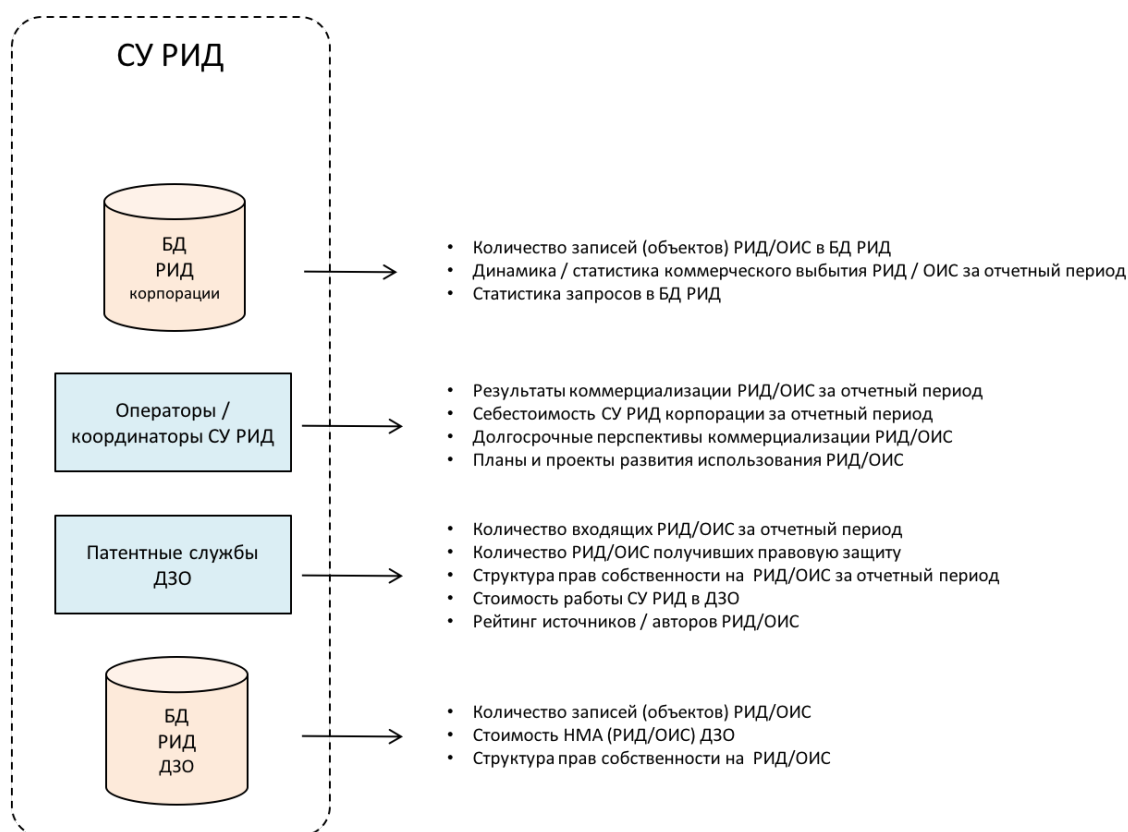 СУ РИД
БД
РИД
корпорации
• Количество записей (объектов) РИД/ОИС в БД РИД
• Динамика / статистика коммерческого выбытия РИД / ОИС за отчетный период
• Статистика запросов в БД РИД
Операторы /
координаторы СУ РИД
• Результаты коммерциализации РИД/ОИС за отчетный период
• Себестоимость СУ РИД корпорации за отчетный период
• Долгосрочные перспективы коммерциализации РИД/ОИС
• Планы и проекты развития использования РИД/ОИС
Патентные службы
ДЗО
• Количество входящих РИД/ОИС за отчетный период
• Количество РИД/ОИС получивших правовую защиту
• Структура прав собственности на РИД/ОИС за отчетный период
• Стоимость работы СУ РИД в ДЗО
• Рейтинг источников / авторов РИД/ОИС
БД
РИД
ДЗО
• Количество записей (объектов) РИД/ОИС
• Стоимость НМА (РИД/ОИС) ДЗО
• Структура прав собственности на РИД/ОИС